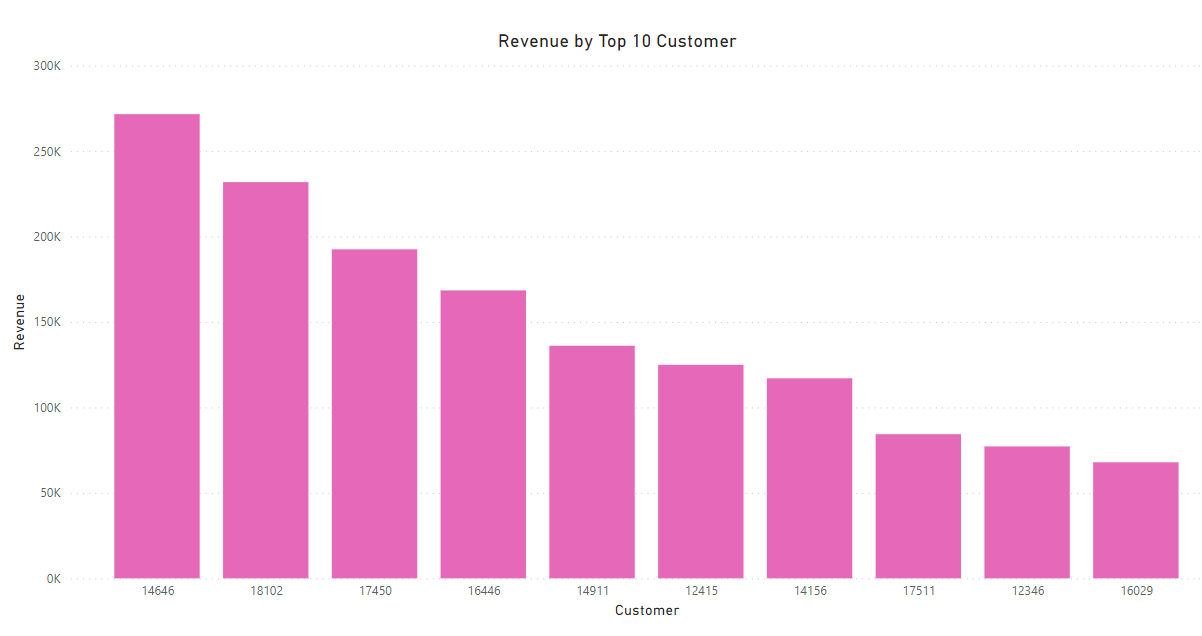 Revenue by Top 10 Customer
300K
250K
200K
150K
100K
50K
0K
Revenue
14646 18102 17450 16446 14911 12415 14156 17511 12346 16029
Customer